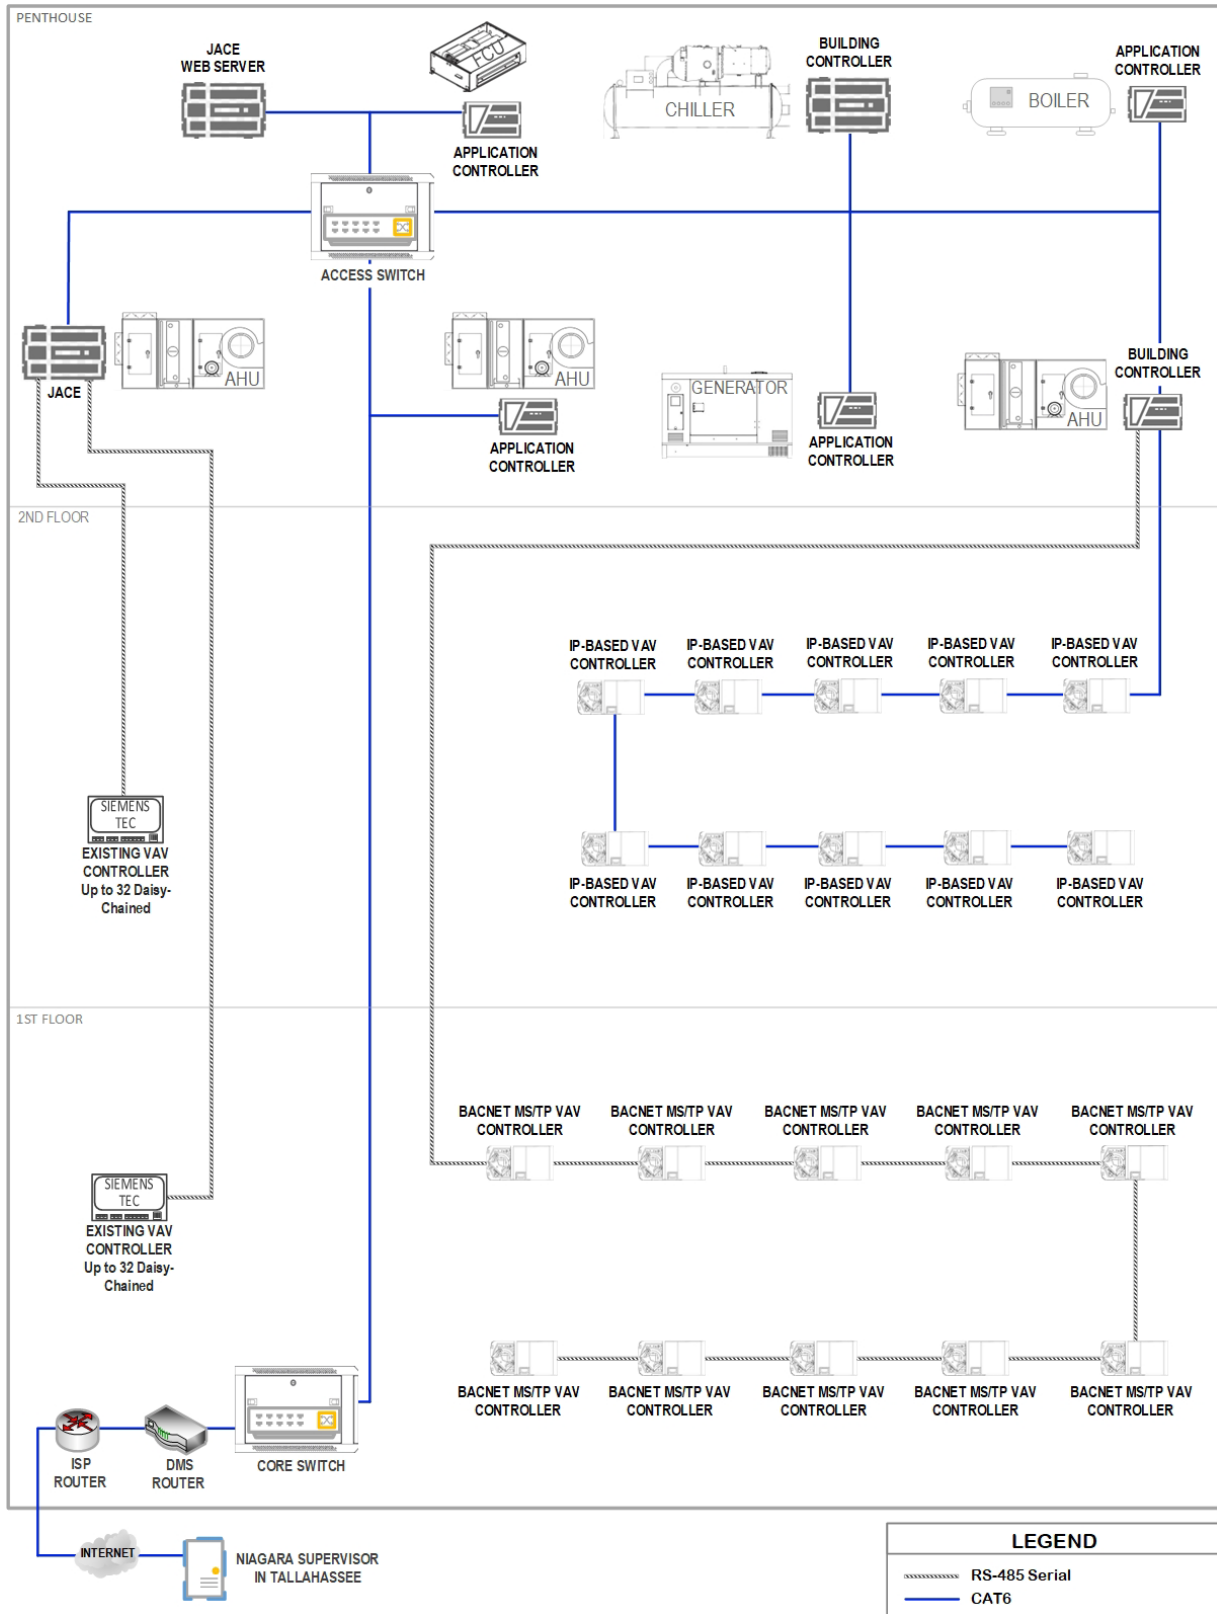 PENTHOUSE
JACE
WEB SERVER
FCU
APPLICATION
CONTROLLER
CHILLER
BUILDING
CONTROLLER
BOILER
APPLICATION
CONTROLLER
ACCESS SWITCH
JACE
AHU
AHU
APPLICATION
CONTROLLER
GENERATOR
APPLICATION
CONTROLLER
AHU
BUILDING
CONTROLLER
2ND FLOOR
IP-BASED VAV
CONTROLLER
IP-BASED VAV
CONTROLLER
IP-BASED VAV
CONTROLLER
IP-BASED VAV
CONTROLLER
IP-BASED VAV
CONTROLLER
SIEMENS
TEC
EXISTING VAV
CONTROLLER
Up to 32 Daisy-
Chained
IP-BASED VAV
CONTROLLER
IP-BASED VAV
CONTROLLER
IP-BASED VAV
CONTROLLER
IP-BASED VAV
CONTROLLER
IP-BASED VAV
CONTROLLER
1ST FLOOR
BACNET MS/TP VAV
CONTROLLER
BACNET MS/TP VAV
CONTROLLER
BACNET MS/TP VAV
CONTROLLER
BACNET MS/TP VAV
CONTROLLER
BACNET MS/TP VAV
CONTROLLER
SIEMENS
TEC
EXISTING VAV
CONTROLLER
Up to 32 Daisy-
Chained
BACNET MS/TP VAV
CONTROLLER
BACNET MS/TP VAV
CONTROLLER
BACNET MS/TP VAV
CONTROLLER
BACNET MS/TP VAV
CONTROLLER
BACNET MS/TP VAV
CONTROLLER
ISP
ROUTER
DMS
ROUTER
CORE SWITCH
INTERNET
NIAGARA SUPERVISOR
IN TALLAHASSEE
LEGEND
RS-485 Serial
CAT6